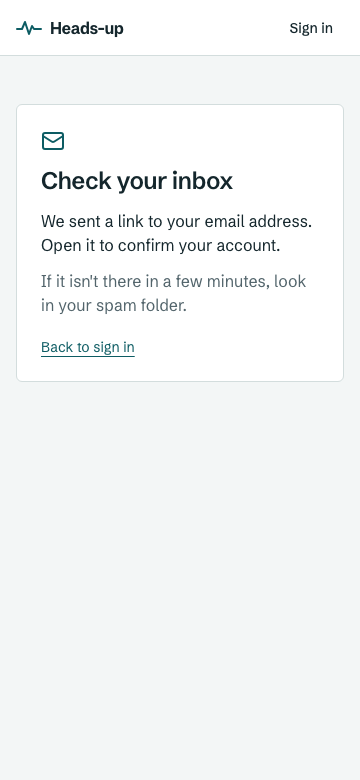 Heads-up
Sign in
Check your inbox
We sent a link to your email address.
Open it to confirm your account.
If it isn't there in a few minutes, look
in your spam folder.
Back to sign in